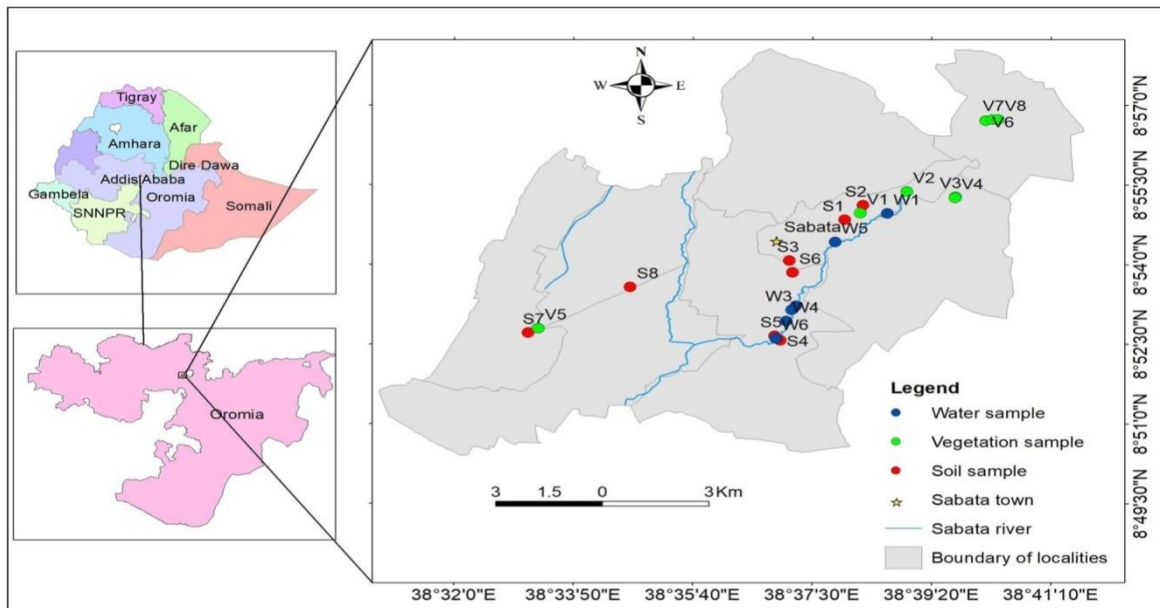 Tigray
Afar
Amhara
Dire Dawa
Addis Ababa
Gambela
Oromia
SNNPR
Somali
Oromia
N
W E
S
V7V8
V6
V2
V3V4
S2
S1
V1
W1
Sabata
W5
S3
S6
S8
W3
W4
S7
V5
S5
W6
S4
8°57'0"N
8°55'30"N
8°54'0"N
8°52'30"N
8°51'0"N
8°49'30"N
Legend
Water sample
Vegetation sample
Soil sample
Sabata town
Sabata river
Boundary of localities
3 1.5 0 3 Km
38°32'0"E 38°33'50"E 38°35'40"E 38°37'30"E 38°39'20"E 38°41'10"E